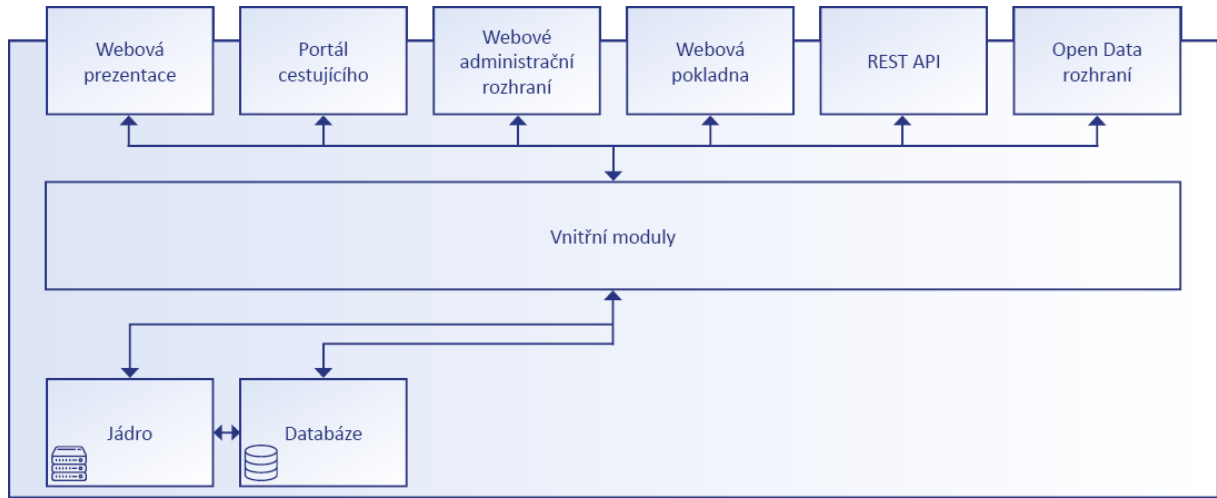 Webová
prezentace
Portál
cestujícího
Webové
administrační
rozhraní
Webová
pokladna
REST API
Open Data
rozhraní
Vnitřní moduly
Jádro
Databáze